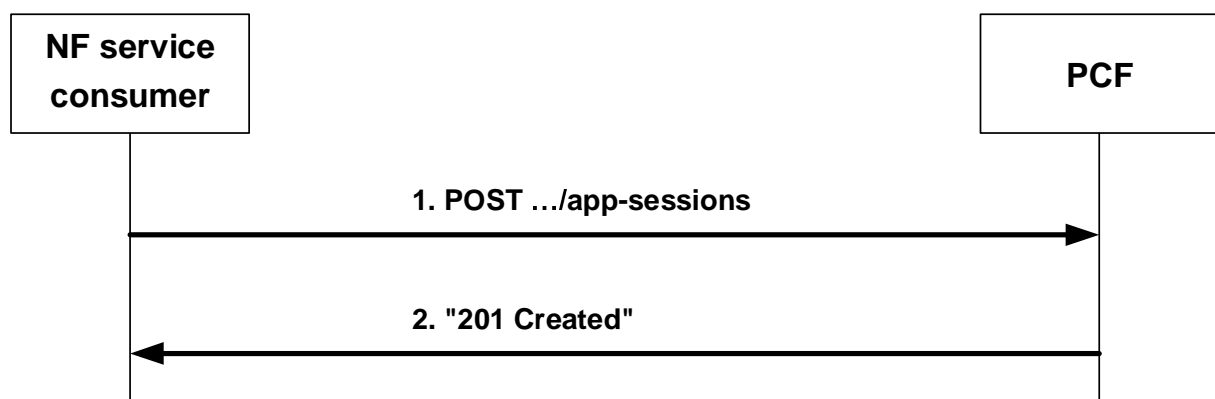 NF service
consumer
PCF
1. POST …/app-sessions
2. "201 Created"